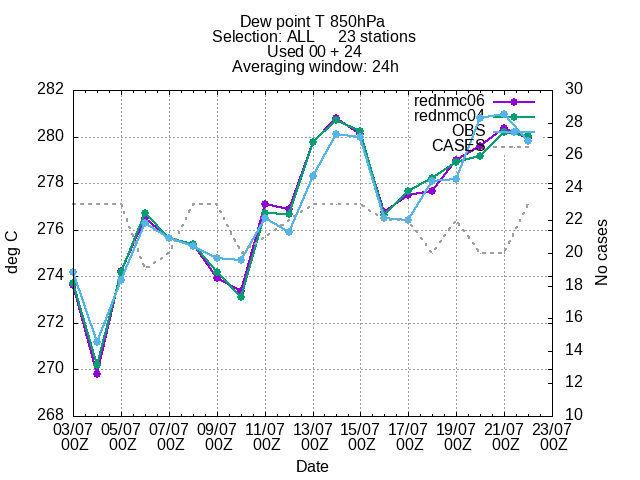 Dew point T 850hPa
Selection: ALL 23 stations
Used 00 + 24
Averaging window: 24h
282
280
278
276
274
272
270
268
deg C
30
28
26
24
22
20
18
16
14
12
10
No cases
rednmc06
rednmc04
OBS
CASES
03/07 05/07 07/07 09/07 11/07 13/07 15/07 17/07 19/07 21/07 23/07
00Z 00Z 00Z 00Z 00Z 00Z 00Z 00Z 00Z 00Z 00Z
Date